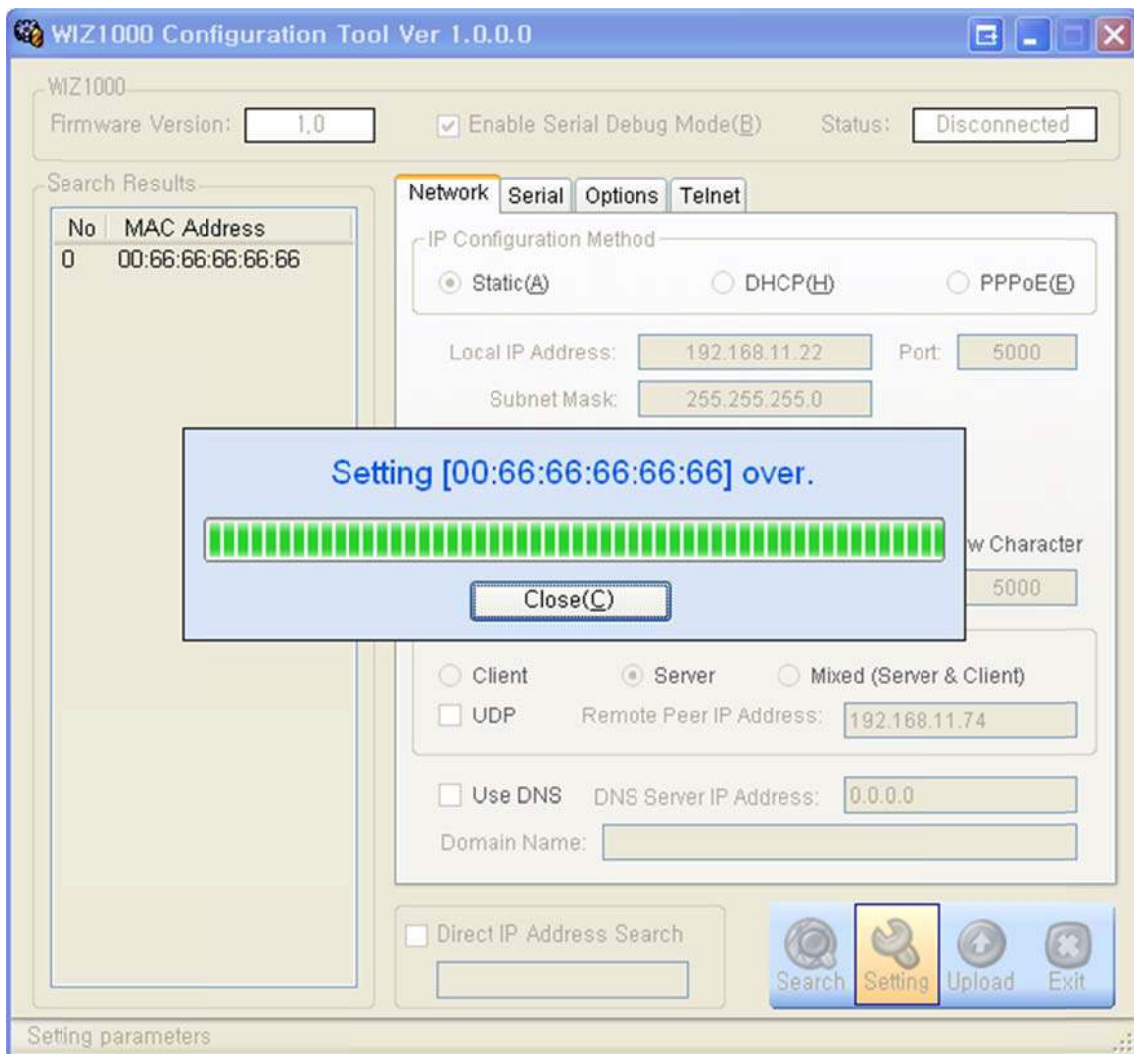 WIZ1000 Configuration Tool Ver 1.0.0.0
WIZ1000
Firmware Version: 1.0 Enable Serial Debug Mode(B) Status: Disconnected
Search Results
No MAC Address
0 00:66:66:66:66:66
Network Serial Options Telnet
IP Configuration Method
Static(A) DHCP(H) PPPoE(E)
Local IP Address: 192.168.11.22 Port: 5000
Subnet Mask: 255.255.255.0
Setting [00:66:66:66:66:66] over.
w Character
5000
Close(C)
Client Server Mixed (Server & Client)
UDP Remote Peer IP Address: 192.168.11.74
Use DNS DNS Server IP Address: 0.0.0.0
Domain Name:
Direct IP Address Search
Search Setting Upload Exit
Setting parameters